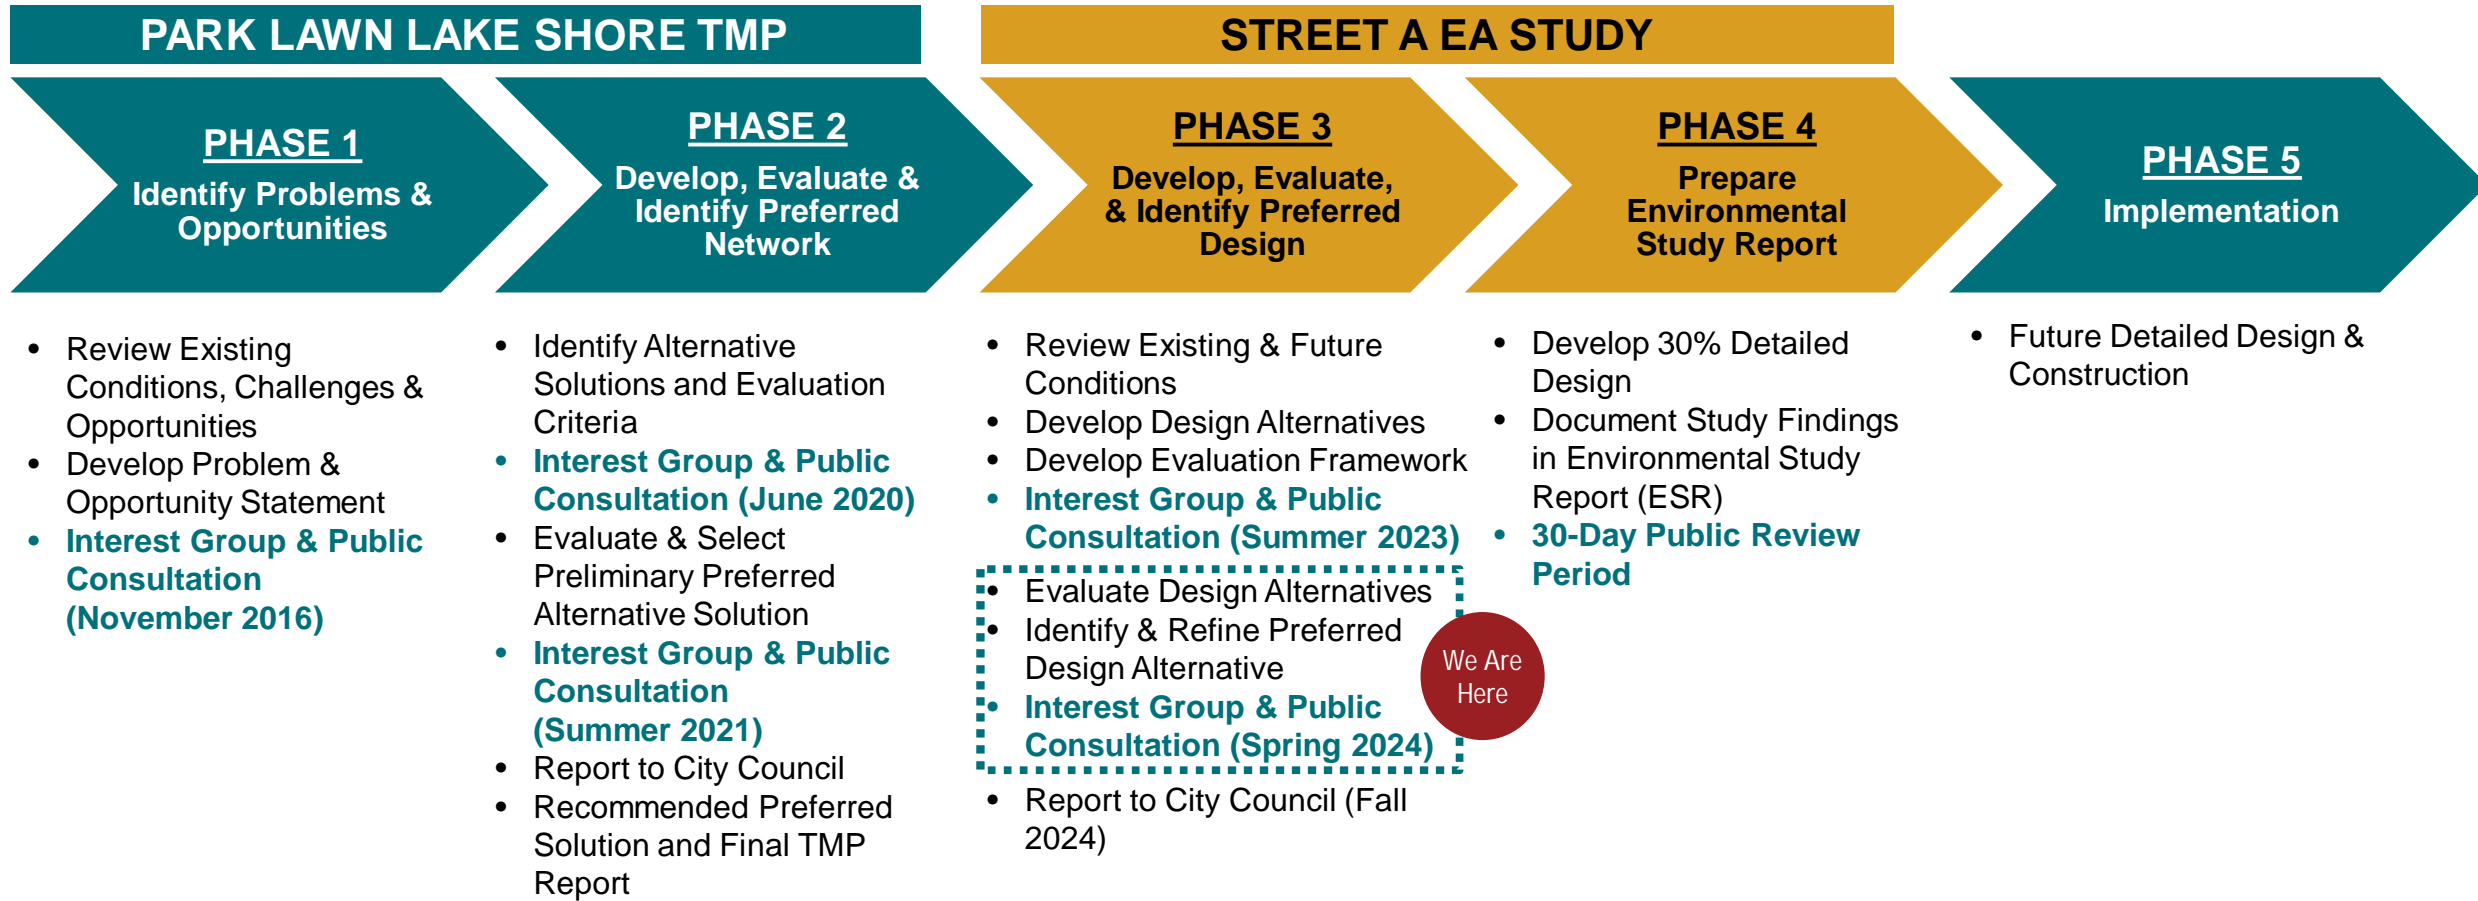 PARK LAWN LAKE SHORE TMP
STREET A EA STUDY
PHASE 1
Identify Problems &
Opportunities
PHASE 2
Develop, Evaluate &
Identify Preferred
Network
PHASE 3
Develop, Evaluate,
& Identify Preferred
Design
PHASE 4
Prepare
Environmental
Study Report
PHASE 5
Implementation
• Review Existing
Conditions, Challenges &
Opportunities
• Develop Problem &
Opportunity Statement
• Interest Group & Public
Consultation
(November 2016)
• Identify Alternative
Solutions and Evaluation
Criteria
• Interest Group & Public
Consultation (June 2020)
• Evaluate & Select
Preliminary Preferred
Alternative Solution
• Interest Group & Public
Consultation
(Summer 2021)
• Report to City Council
• Recommended Preferred
Solution and Final TMP
Report
• Review Existing & Future
Conditions
• Develop Design Alternatives
• Develop Evaluation Framework
• Interest Group & Public
Consultation (Summer 2023)
• Evaluate Design Alternatives
• Identify & Refine Preferred
Design Alternative
• Interest Group & Public
Consultation (Spring 2024)
We Are
Here
• Report to City Council (Fall
2024)
• Develop 30% Detailed
Design
• Document Study Findings
in Environmental Study
Report (ESR)
• 30-Day Public Review
Period
• Future Detailed Design &
Construction